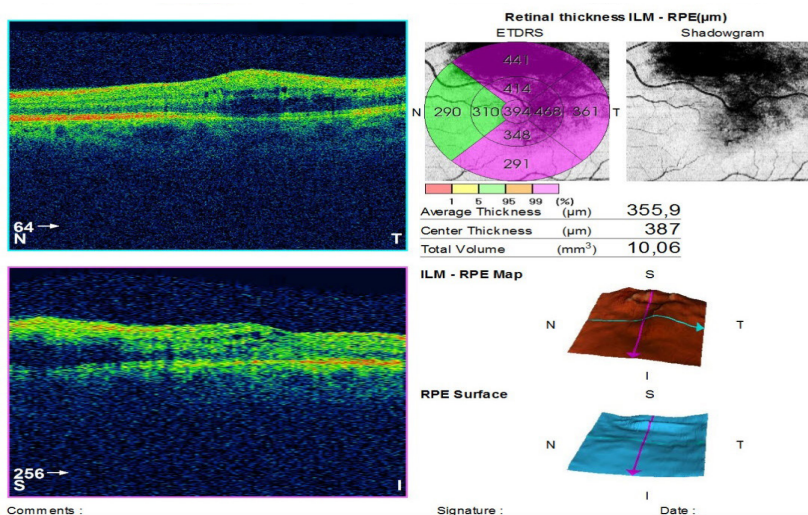 64
N T
256
S I
Comments :
Retinal thickness ILM - RPE(µm)
ETDRS Shadowgram
441
414
N 290 310 394 468 361 T
348
291
1 5 95 99 (%)
Average Thickness (µm) 355,9
Center Thickness (µm) 387
Total Volume (mm³) 10,06
ILM - RPE Map
S
N T
I
RPE Surface
S
N T
I
Signature : Date :